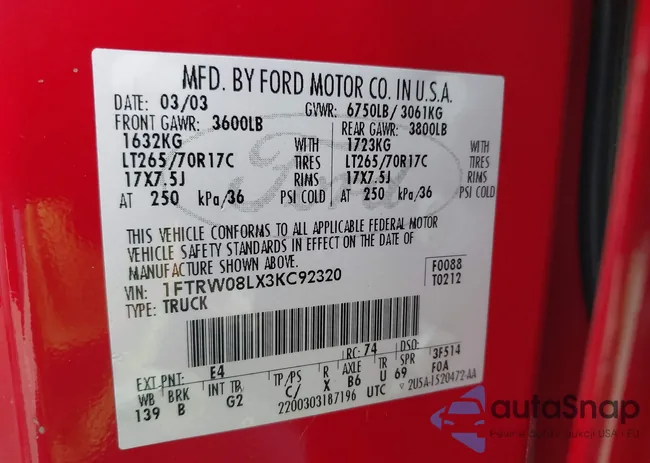 MFD. BY FORD MOTOR CO. IN U.S.A.
DATE: 03/03 GVWR: 6750LB/ 3061KG
FRONT GAWR: 3600LB REAR GAWR: 3800LB
1632KG WITH 1723KG WITH
LT265/70R17C TIRES LT265/70R17C TIRES
17X7.5J RIMS 17X7.5J RIMS
AT 250 kPa/36 PSI COLD AT 250 kPa/36 PSI COLD
Ford
THIS VEHICLE CONFORMS TO ALL APPLICABLE FEDERAL MOTOR
VEHICLE SAFETY STANDARDS IN EFFECT ON THE DATE OF
MANUFACTURE SHOWN ABOVE.
VIN: 1FTRW08LX3KC92320 F0088
TYPE: TRUCK T0212
EXT PNT: E4 RC: 74 DSO: 3F514
WB BRK INT TR TP/PS R AXLE TR SPR F0A
139 B G2 C/ X B6 U 69
2200303187196 UTC 2U5A-1520472-AA
autoSnap